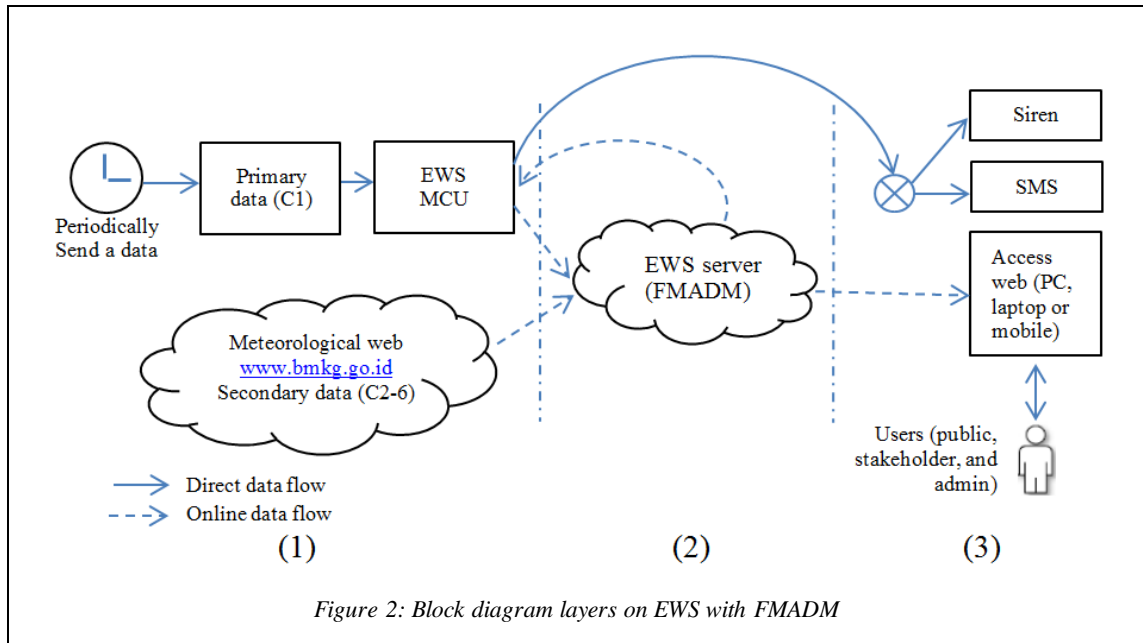 Periodically
Send a data
Primary
data (C1)
EWS
MCU
Meteorological web
www.bmkg.go.id
Secondary data (C2-6)
EWS server
(FMADM)
Siren
SMS
Access
web (PC,
laptop or
mobile)
Users (public,
stakeholder, and
admin)
Direct data flow
Online data flow
(1)
(2)
(3)
Figure 2: Block diagram layers on EWS with FMADM